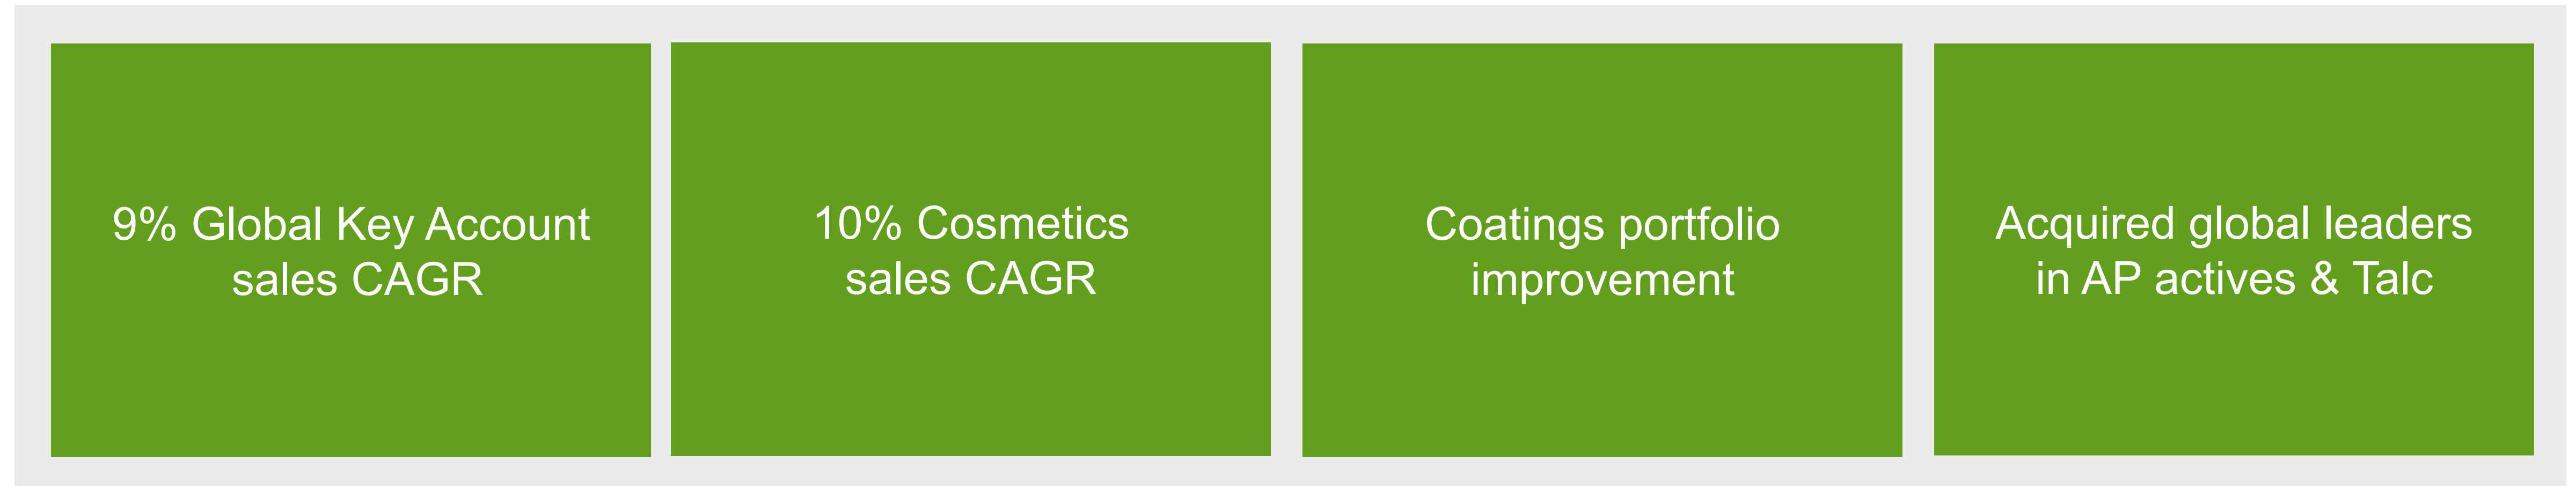 9% Global Key Account
sales CAGR
10% Cosmetics
sales CAGR
Coatings portfolio
improvement
Acquired global leaders
in AP actives & Talc